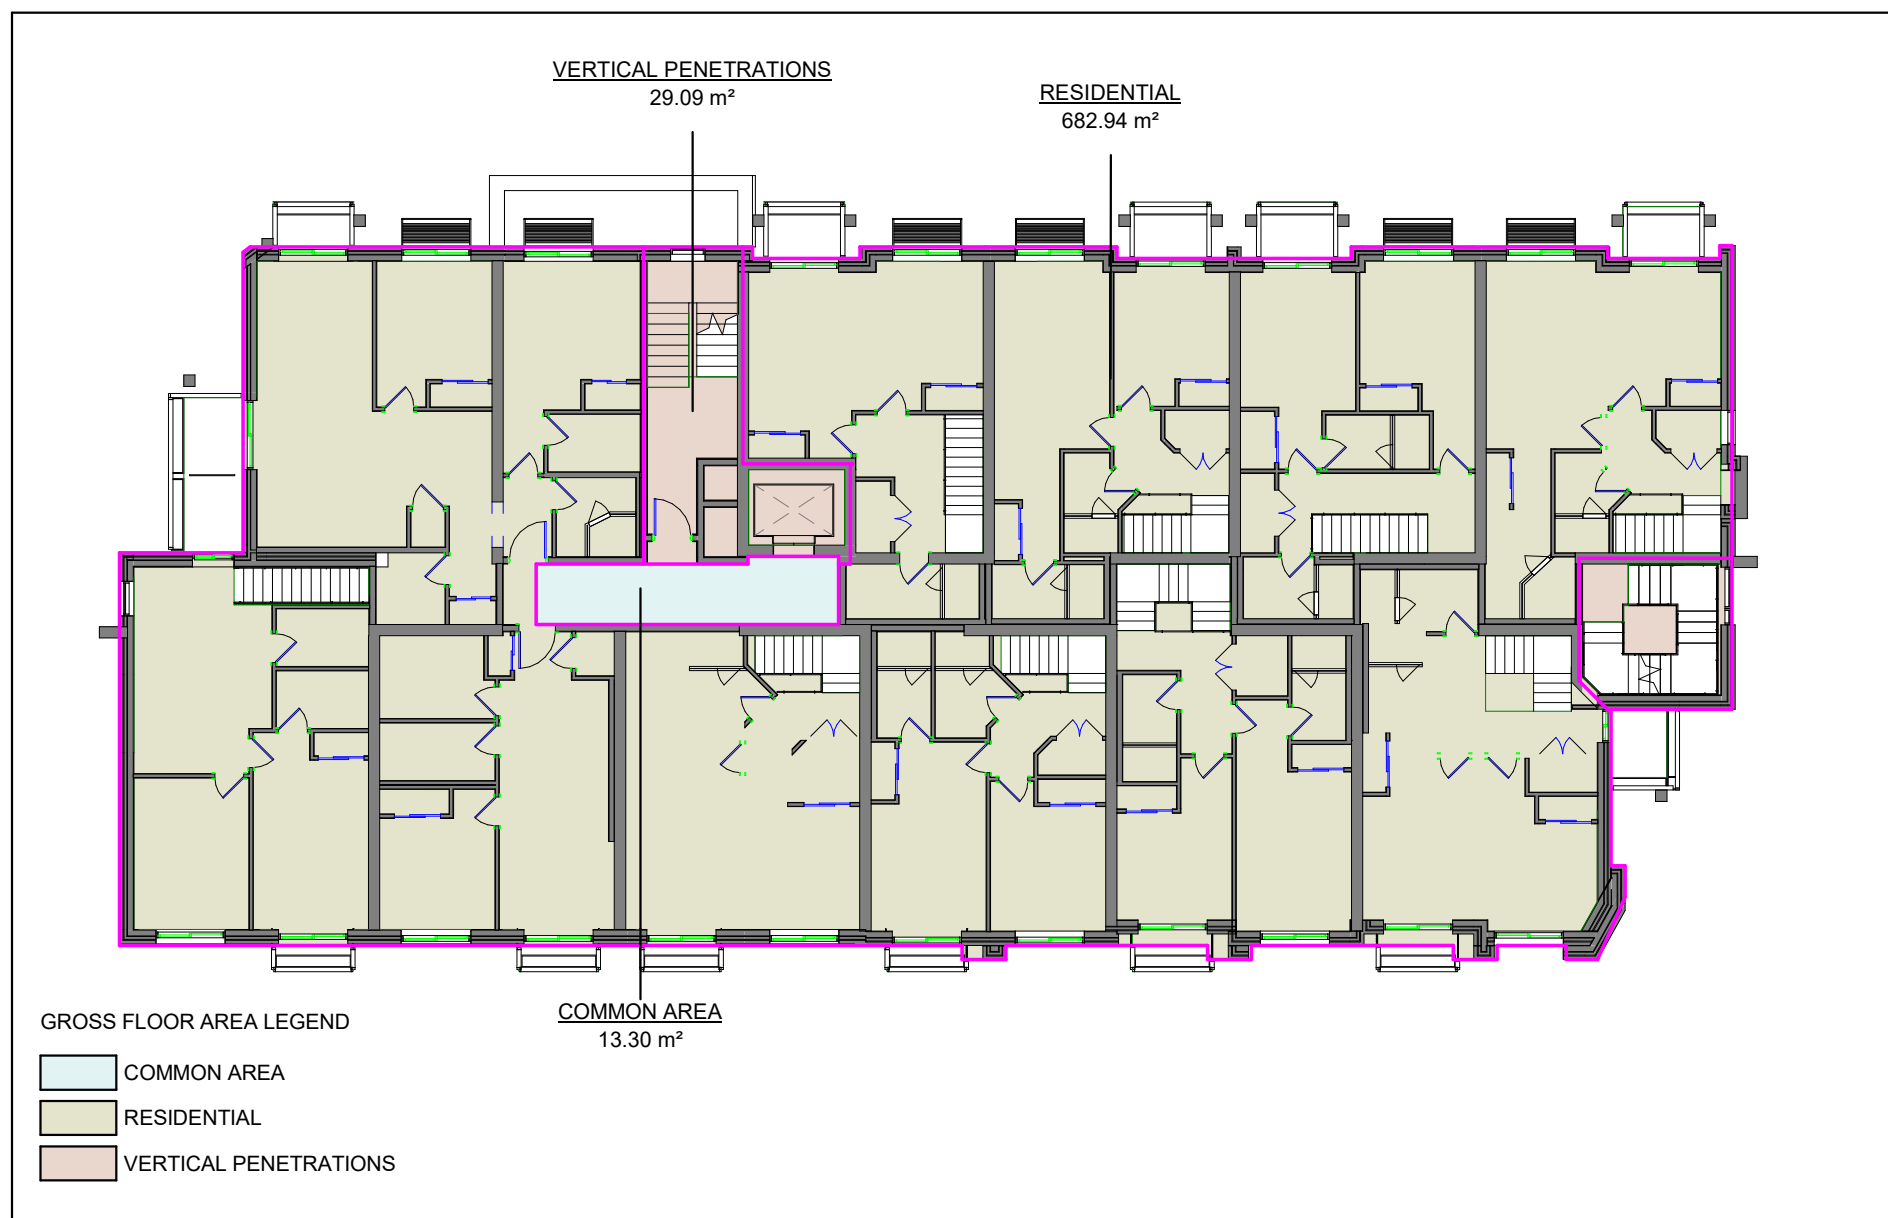 VERTICAL PENETRATIONS
29.09 m²
RESIDENTIAL
682.94 m²
COMMON AREA
13.30 m²
GROSS FLOOR AREA LEGEND
COMMON AREA
RESIDENTIAL
VERTICAL PENETRATIONS